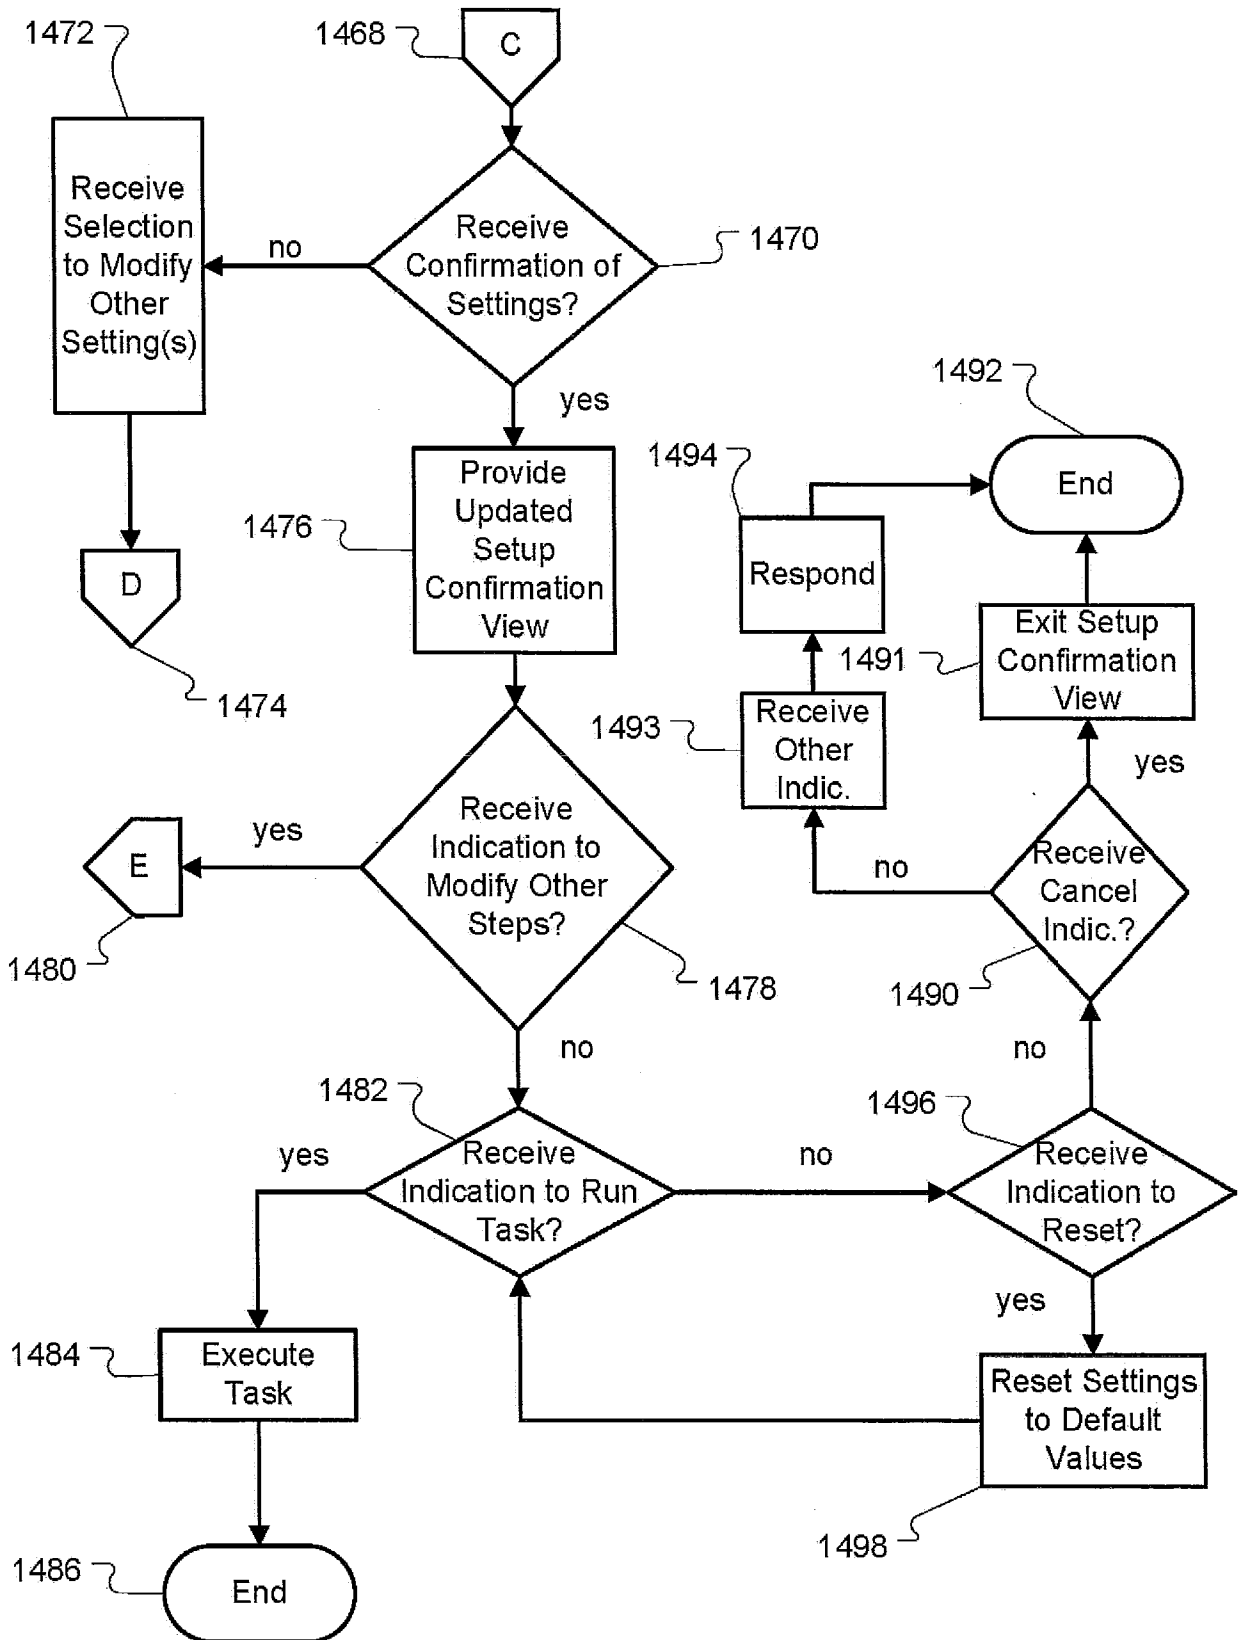 1472
1468
C
Receive
Selection
to Modify
Other
Setting(s)
no
Receive
Confirmation of
Settings?
1470
yes
D
1474
1476
Provide
Updated
Setup
Confirmation
View
1492
End
1494
Respond
1491
Exit Setup
Confirmation
View
1493
Receive
Other
Indic.
yes
E
1480
yes
Receive
Indication to
Modify Other
Steps?
1478
no
no
Receive
Cancel
Indic.?
1490
no
1482
yes
Receive
Indication to Run
Task?
no
1496
Receive
Indication to
Reset?
yes
1484
Execute
Task
Reset Settings
to Default
Values
1498
1486
End